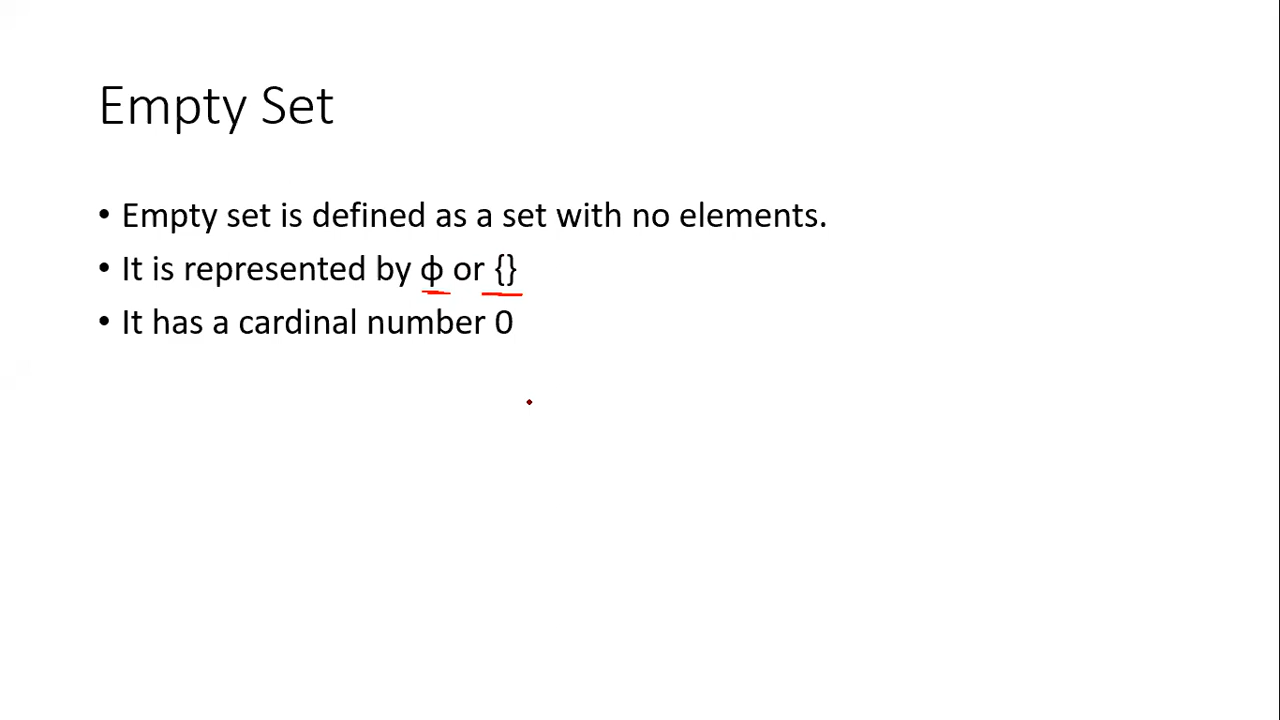 Empty Set
• Empty set is defined as a set with no elements.
• It is represented by ф or {}
• It has a cardinal number 0